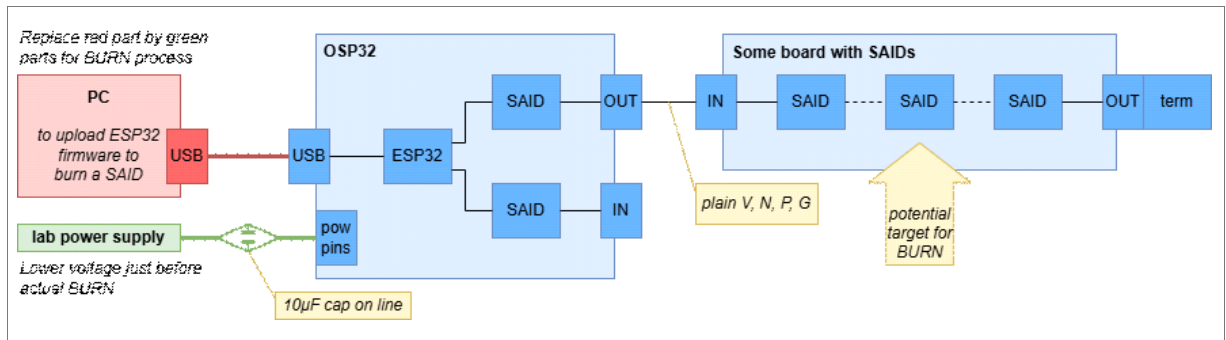 Replace red part by green
parts for BURN process
PC
to upload ESP32
firmware to
burn a SAID
USB
lab power supply
Lower voltage just before
actual BURN
10µF cap on line
OSP32
USB
ESP32
SAID
OUT
SAID
IN
pow
pins
plain V, N, P, G
Some board with SAIDs
IN
SAID
SAID
SAID
OUT
term
potential
target for
BURN